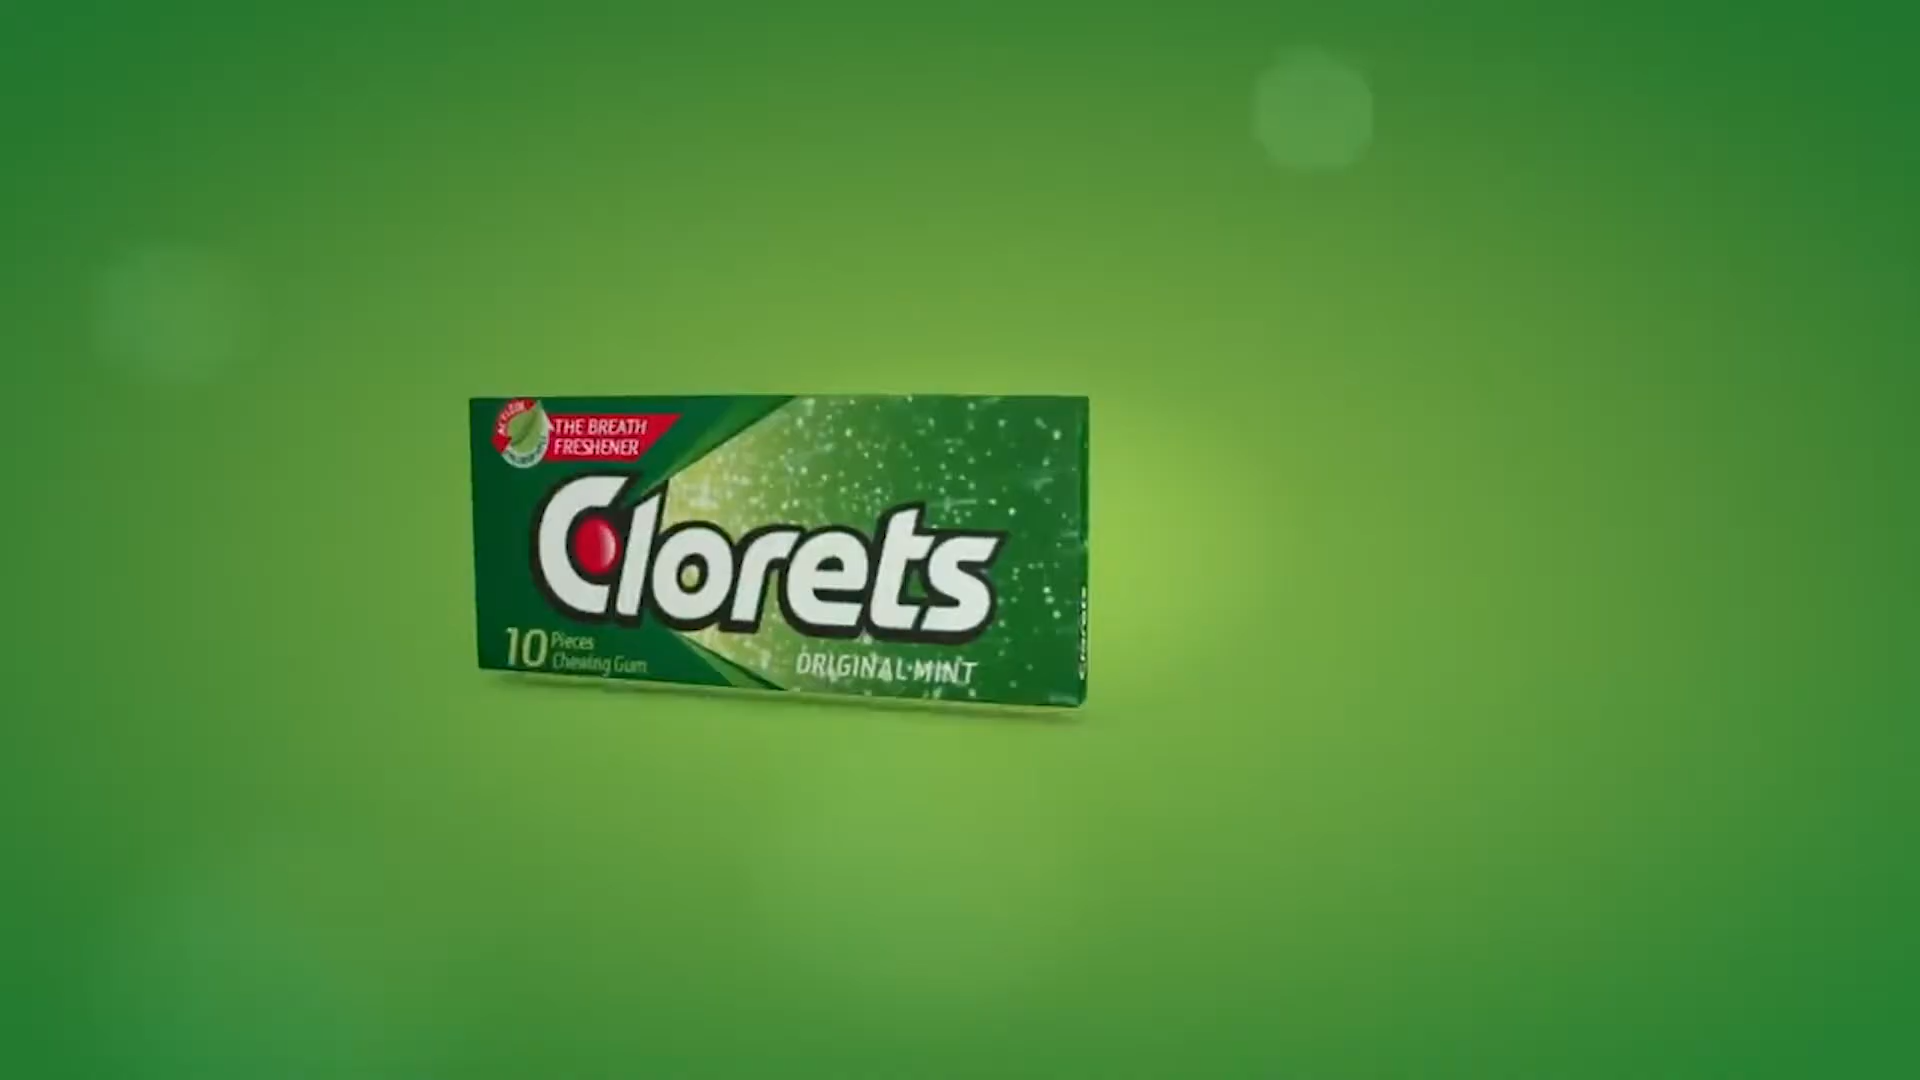 THE BREATH
FRESHENER
Clorets
10 Pieces
Chewing Gum
ORIGINAL MINT